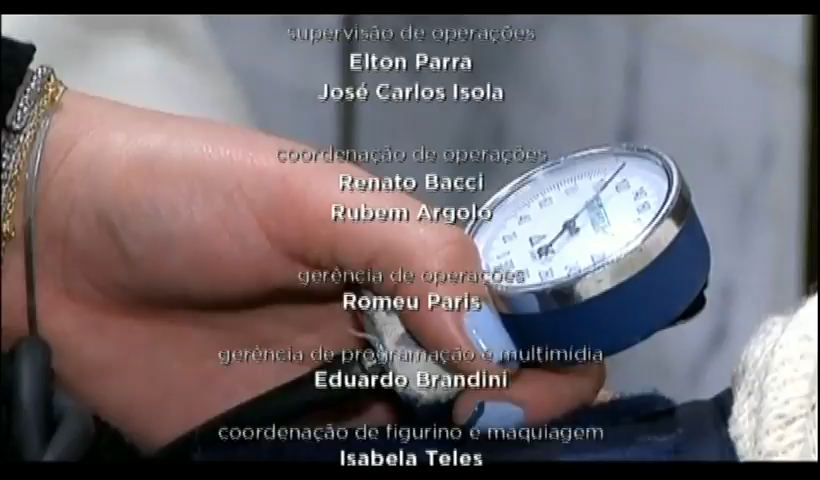 supervisão de operações
Elton Parra
José Carlos Isola
coordenação de operações
Renato Bacci
Rubem Argolo
gerência de operações
Romeu Paris
gerência de programação e multimídia
Eduardo Brandini
coordenação de figurino e maquiagem
Isabela Teles